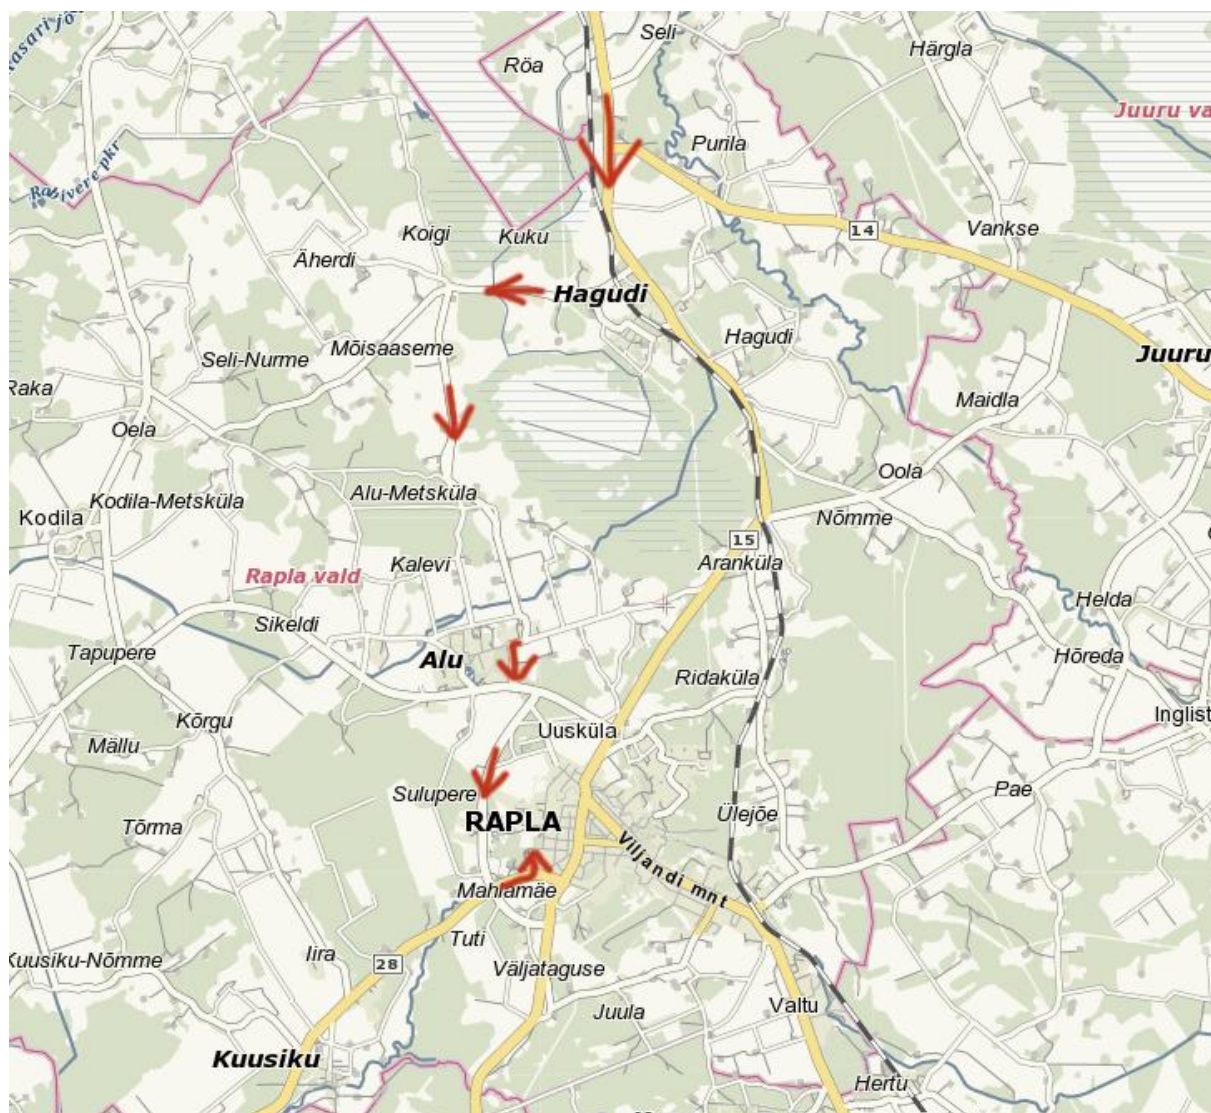 Seli
Härgla
Röa
Juuru va
Purila
Rasivere pkr
Koigi
Kuku
14
Vankse
Äherdi
Hagudi
Hagudi
Mõisaaseme
Seli-Nurme
Juuru
Raka
Maidla
Oela
Oola
Alu-Metsküla
Kodila-Metsküla
Kodila
Nõmme
15
Aranküla
Kalevi
Rapla vald
Helda
Sikeldi
Tapupere
Alu
Hõreda
Ridaküla
Kõrgu
Inglist
Uusküla
Mällu
Sulupere
Pae
RAPLA
Ülejõe
Tõrma
Viljandi mnt
Mahlamäe
Tuti
Iira
Kuusiku-Nõmme
28
Väljataguse
Juula
Valtu
Kuusiku
Hertu